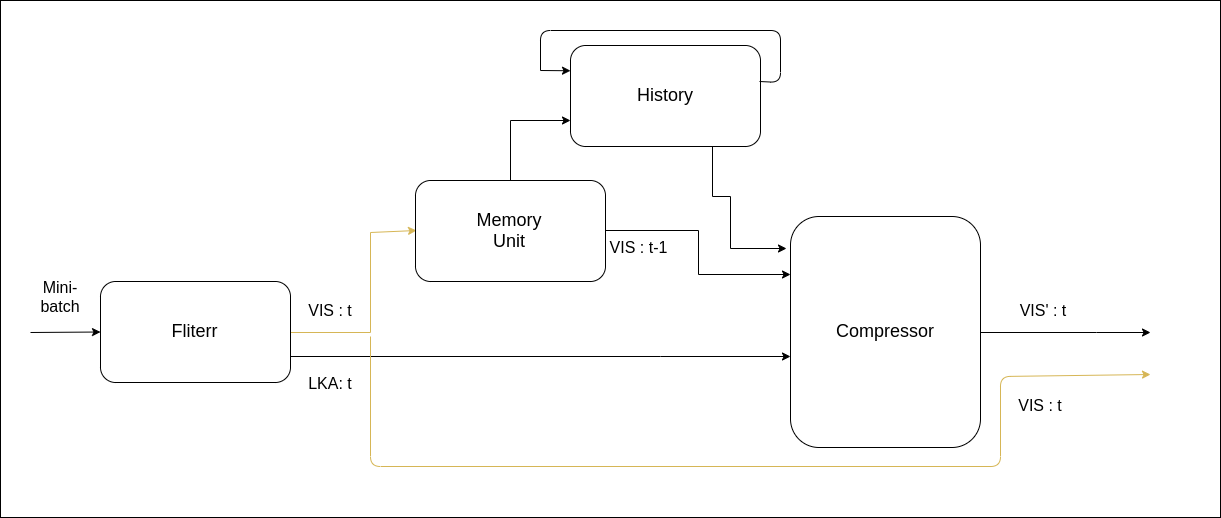 History
Memory
Unit
VIS : t-1
Mini-
batch
Fliterr
VIS : t
LKA: t
Compressor
VIS' : t
VIS : t